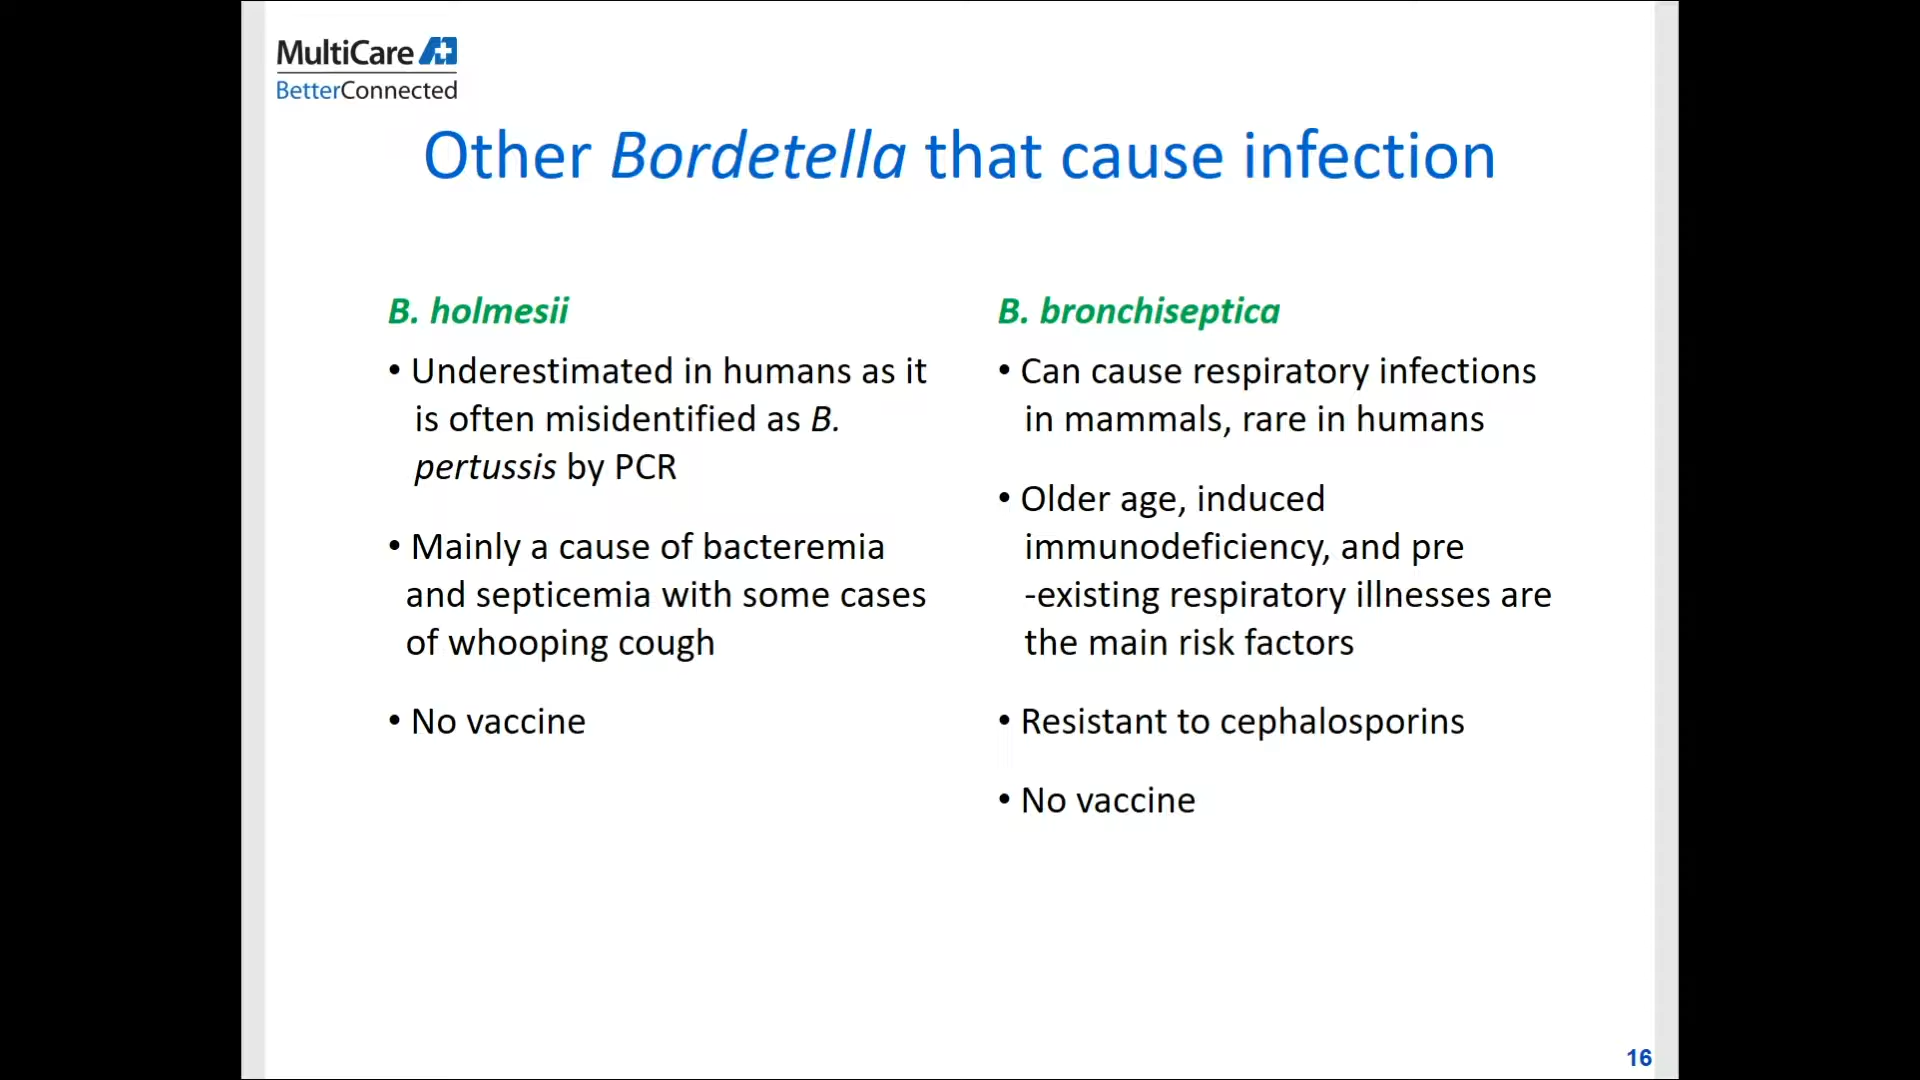 MultiCare
BetterConnected
Other Bordetella that cause infection
B. holmesii
• Underestimated in humans as it
is often misidentified as B.
pertussis by PCR
• Mainly a cause of bacteremia
and septicemia with some cases
of whooping cough
• No vaccine
B. bronchiseptica
• Can cause respiratory infections
in mammals, rare in humans
• Older age, induced
immunodeficiency, and pre
-existing respiratory illnesses are
the main risk factors
• Resistant to cephalosporins
• No vaccine
16